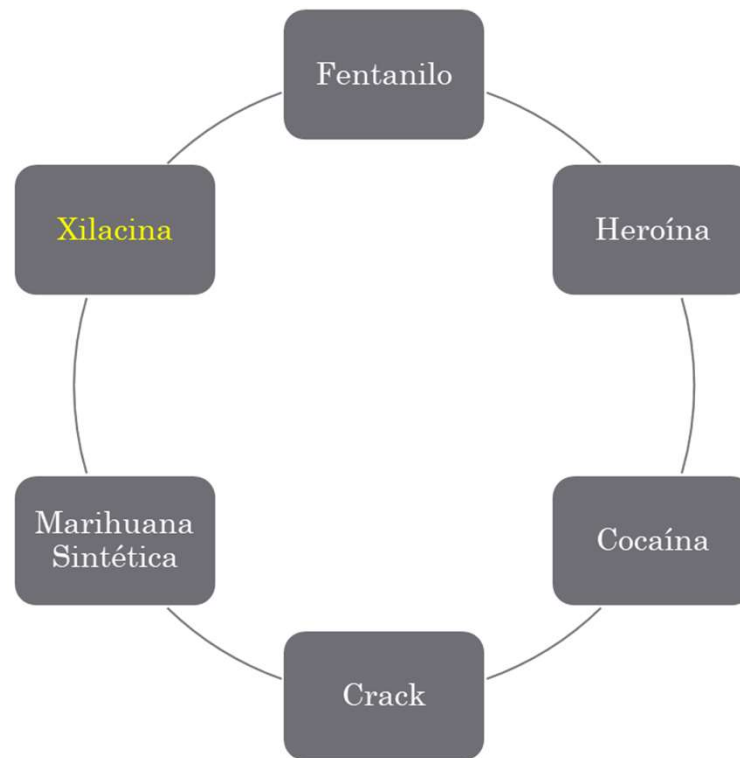 Fentanilo
Xilacina
Heroína
Marihuana
Sintética
Cocaína
Crack